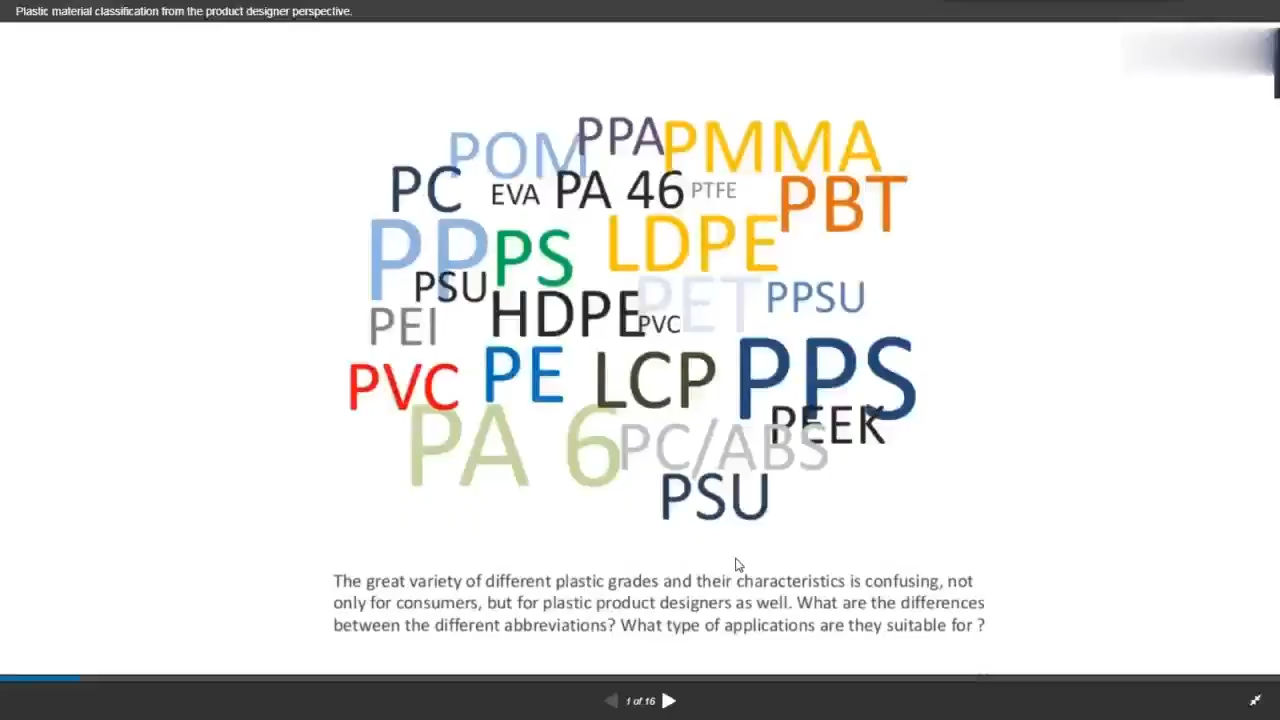 Plastic material classification from the product designer perspective.
POM PPA PMMA
PC EVA PA 46 PTFE PBT
PP PS LDPE
PSU HDPE PVC PET PPSU
PEI
PVC PE LCP PPS
PEEK
PA 6 PC/ABS
PSU
The great variety of different plastic grades and their characteristics is confusing, not
only for consumers, but for plastic product designers as well. What are the differences
between the different abbreviations? What type of applications are they suitable for ?
1 of 16